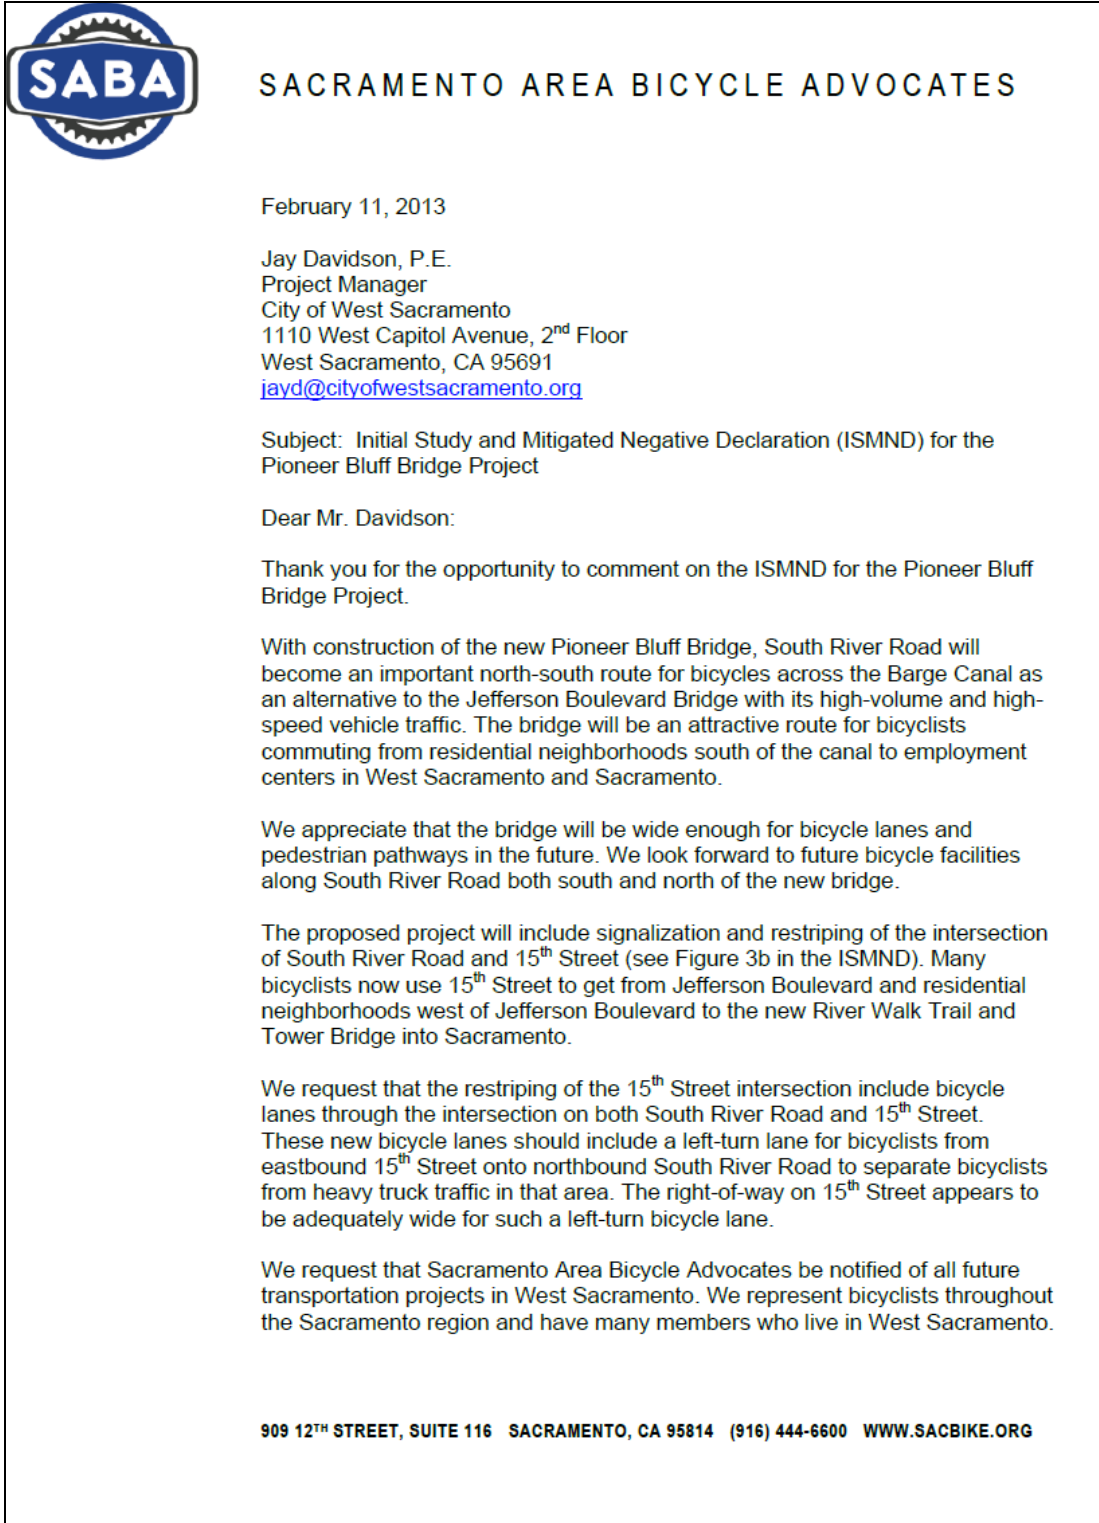 SABA
SACRAMENTO AREA BICYCLE ADVOCATES
February 11, 2013
Jay Davidson, P.E.
Project Manager
City of West Sacramento
1110 West Capitol Avenue, 2nd Floor
West Sacramento, CA 95691
jayd@cityofwestsacramento.org
Subject:  Initial Study and Mitigated Negative Declaration (ISMND) for the
Pioneer Bluff Bridge Project
Dear Mr. Davidson:
Thank you for the opportunity to comment on the ISMND for the Pioneer Bluff
Bridge Project.
With construction of the new Pioneer Bluff Bridge, South River Road will
become an important north-south route for bicycles across the Barge Canal as
an alternative to the Jefferson Boulevard Bridge with its high-volume and high-
speed vehicle traffic. The bridge will be an attractive route for bicyclists
commuting from residential neighborhoods south of the canal to employment
centers in West Sacramento and Sacramento.
We appreciate that the bridge will be wide enough for bicycle lanes and
pedestrian pathways in the future. We look forward to future bicycle facilities
along South River Road both south and north of the new bridge.
The proposed project will include signalization and restriping of the intersection
of South River Road and 15th Street (see Figure 3b in the ISMND). Many
bicyclists now use 15th Street to get from Jefferson Boulevard and residential
neighborhoods west of Jefferson Boulevard to the new River Walk Trail and
Tower Bridge into Sacramento.
We request that the restriping of the 15th Street intersection include bicycle
lanes through the intersection on both South River Road and 15th Street.
These new bicycle lanes should include a left-turn lane for bicyclists from
eastbound 15th Street onto northbound South River Road to separate bicyclists
from heavy truck traffic in that area. The right-of-way on 15th Street appears to
be adequately wide for such a left-turn bicycle lane.
We request that Sacramento Area Bicycle Advocates be notified of all future
transportation projects in West Sacramento. We represent bicyclists throughout
the Sacramento region and have many members who live in West Sacramento.
909 12TH STREET, SUITE 116   SACRAMENTO, CA 95814   (916) 444-6600   WWW.SACBIKE.ORG